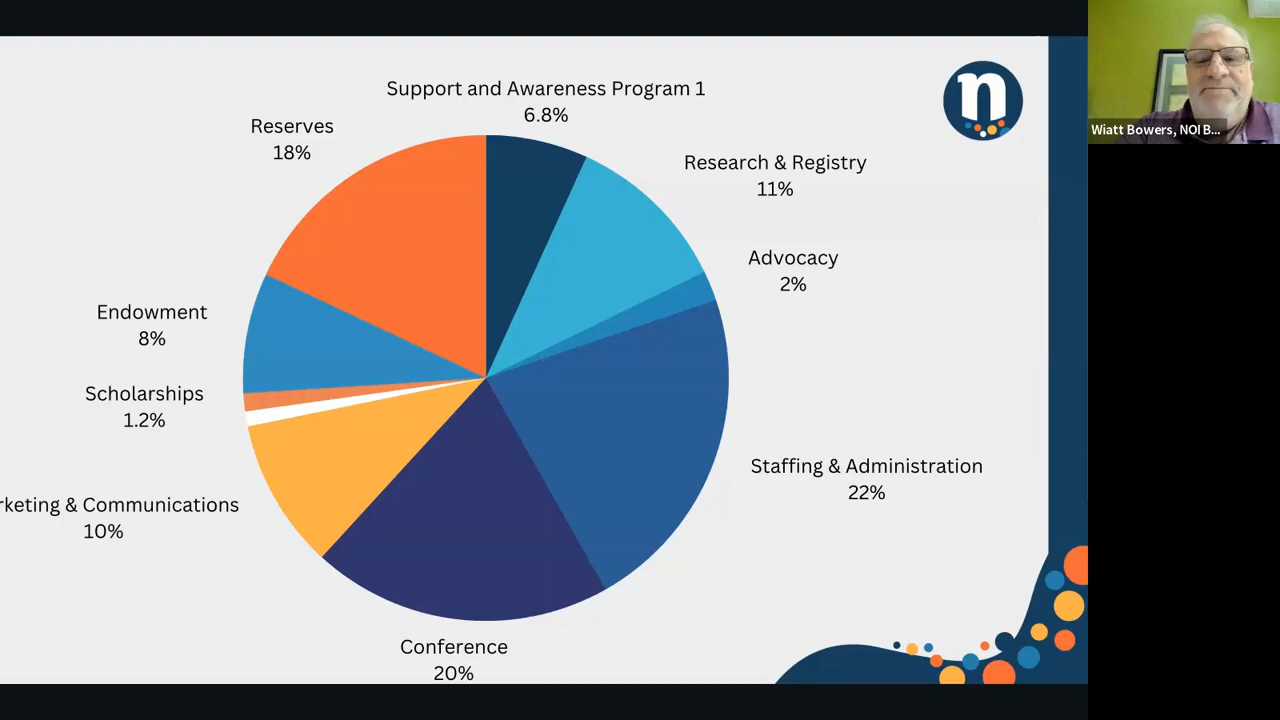 Support and Awareness Program 1
6.8%
Reserves
18%
n
Research & Registry
11%
Wiatt Bowers, NOI B...
Advocacy
2%
Endowment
8%
Scholarships
1.2%
Staffing & Administration
22%
rketing & Communications
10%
Conference
20%